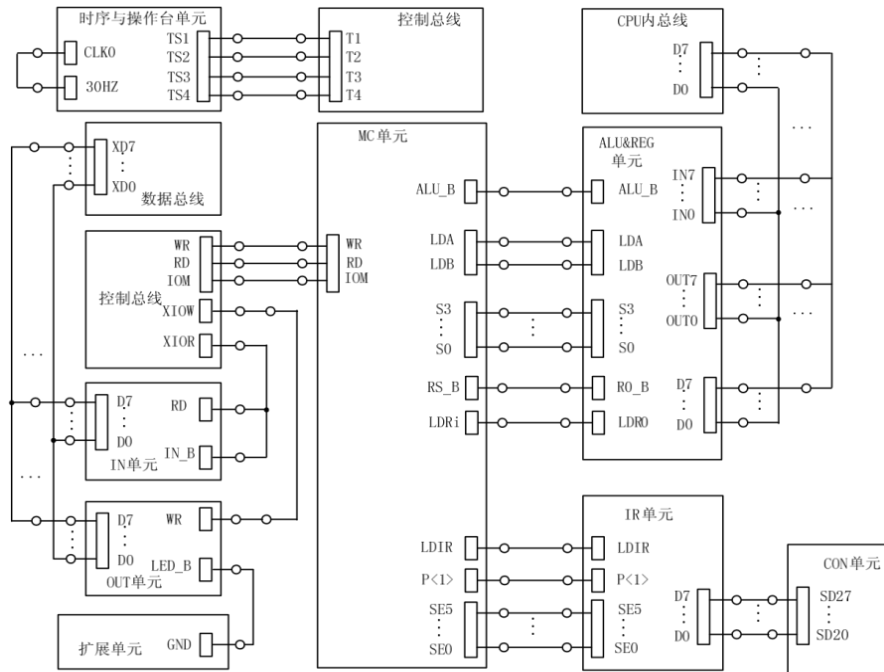 时序与操作台单元
CLK0
30HZ
TS1
TS2
TS3
TS4
控制总线
T1
T2
T3
T4
CPU内总线
D7
D0
XD7
XD0
数据总线
WR
RD
IOM
控制总线
XIOW
XIOR
D7
D0
RD
IN_B
IN单元
D7
D0
WR
LED_B
OUT单元
扩展单元
GND
MC单元
WR
RD
IOM
ALU_B
LDA
LDB
S3
S0
RS_B
LDRi
LDIR
P<1>
SE5
SE0
ALU&REG
单元
ALU_B
LDA
LDB
S3
S0
R0_B
LDR0
IN7
IN0
OUT7
OUT0
D7
D0
IR单元
LDIR
P<1>
SE5
SE0
D7
D0
CON单元
SD27
SD20